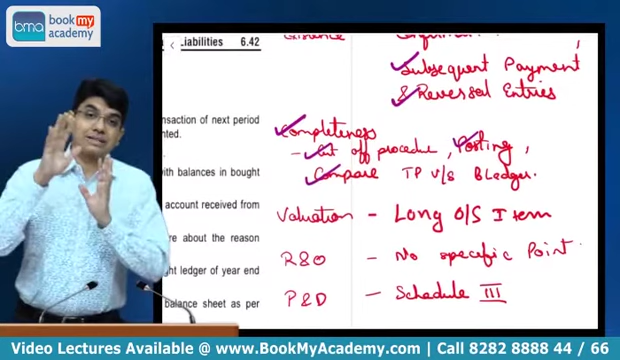 bma
book my
academy
Liabilities 6.42
Existence
Confirmation
Subsequent Payment
& Reversal Entries
nsaction of next period
nted.
Completeness
- Cut off procedure, Posting,
Compare TP v/s B ledger.
ith balances in bought
account received from
Valuation - Long O/S Item
re about the reason
R&O - No specific Point
ght ledger of year end
P&D - Schedule III
balance sheet as per
Video Lectures Available @ www.BookMyAcademy.com | Call 8282 8888 44 / 66